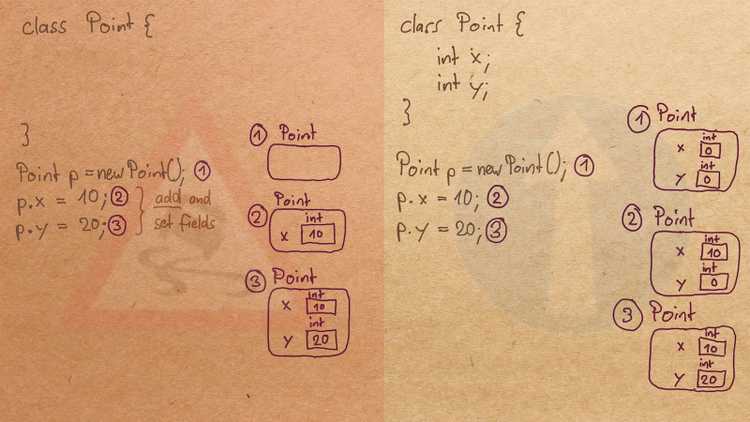 class Point {
}
Point p = new Point(); ①
p.x = 10; ② } add and
p.y = 20; ③ } set fields
① Point
② Point
int
x 10
③ Point
int
x 10
int
y 20
class Point {
int x;
int y;
}
Point p = new Point(); ①
p.x = 10; ②
p.y = 20; ③
① Point
int
x 0
int
y 0
② Point
int
x 10
int
y 0
③ Point
int
x 10
int
y 20